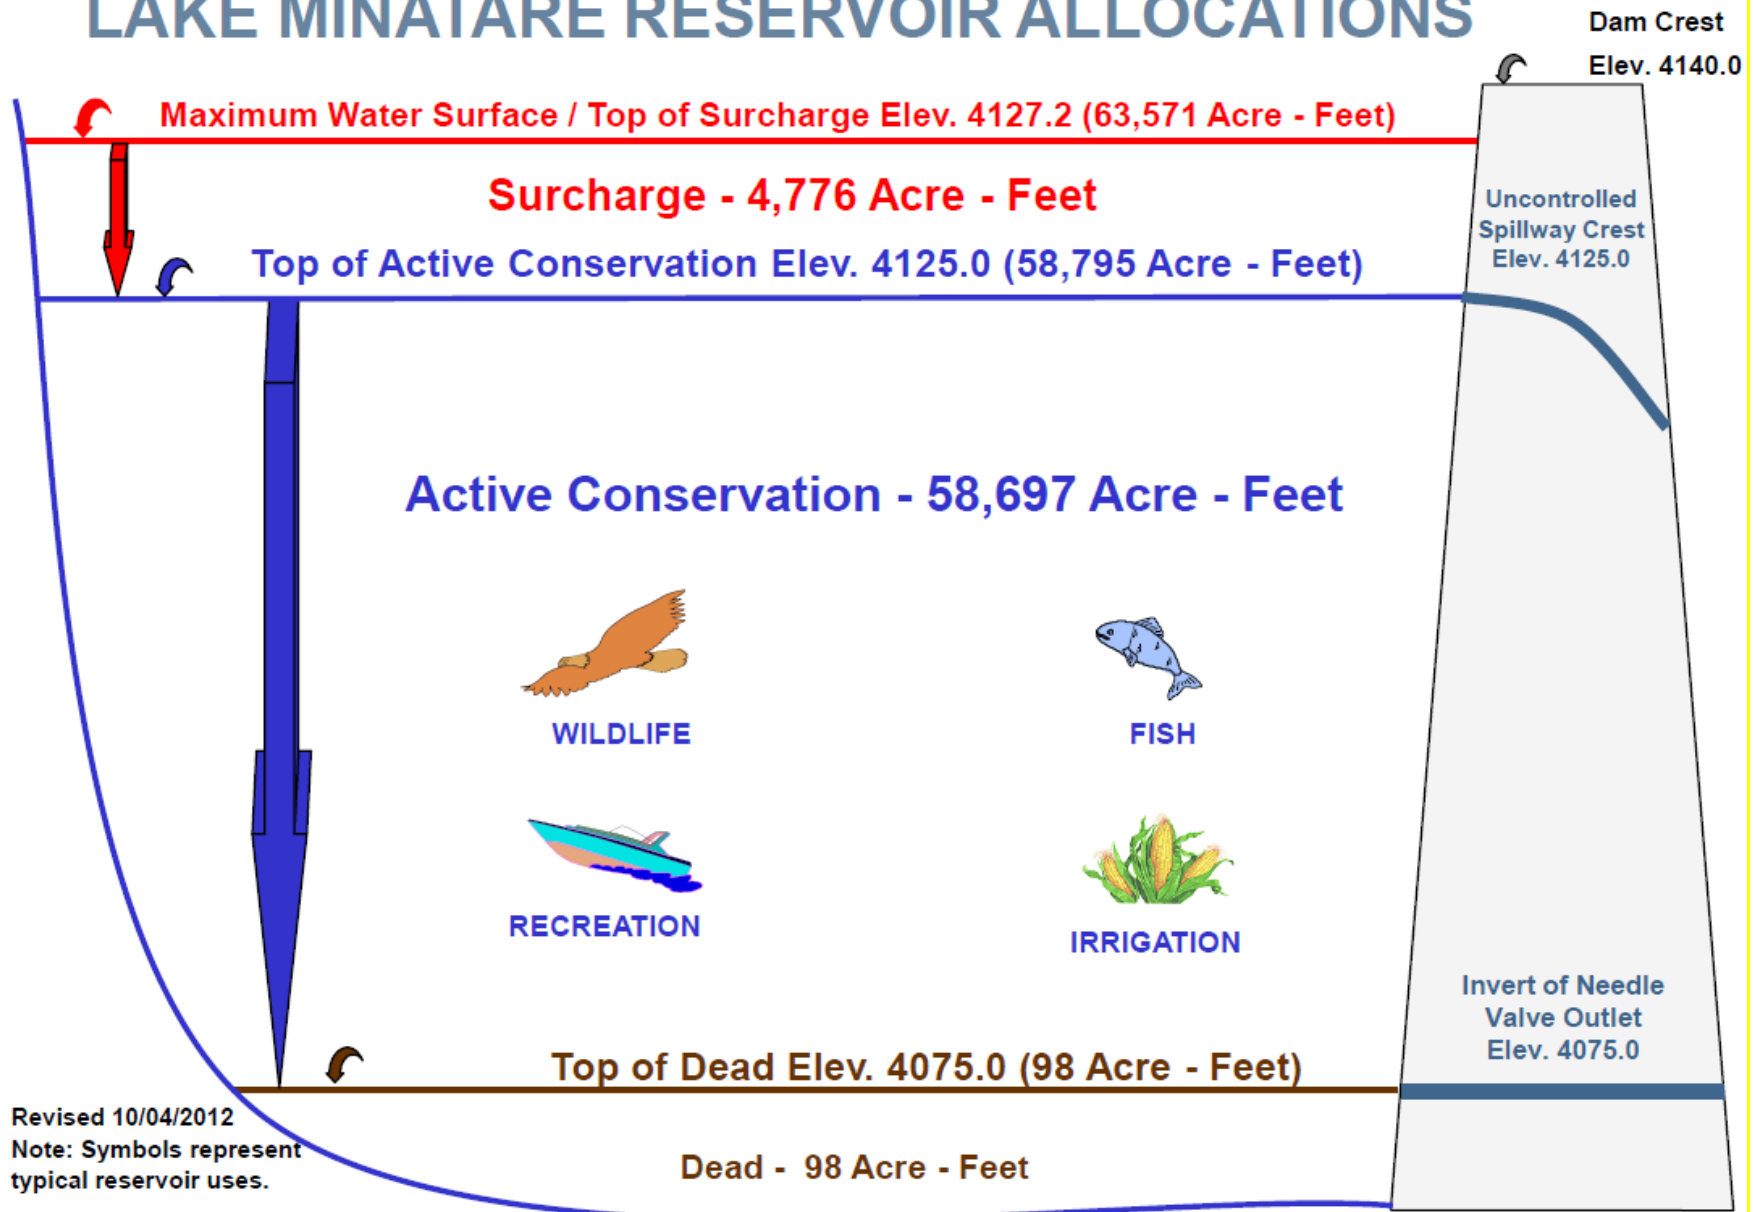 LAKE MINATARE RESERVOIR ALLOCATIONS
Dam Crest
Elev. 4140.0
Maximum Water Surface / Top of Surcharge Elev. 4127.2 (63,571 Acre - Feet)
Surcharge - 4,776 Acre - Feet
Uncontrolled
Spillway Crest
Elev. 4125.0
Top of Active Conservation Elev. 4125.0 (58,795 Acre - Feet)
Active Conservation - 58,697 Acre - Feet
WILDLIFE
FISH
RECREATION
IRRIGATION
Invert of Needle
Valve Outlet
Elev. 4075.0
Top of Dead Elev. 4075.0 (98 Acre - Feet)
Revised 10/04/2012
Note: Symbols represent
typical reservoir uses.
Dead -  98 Acre - Feet